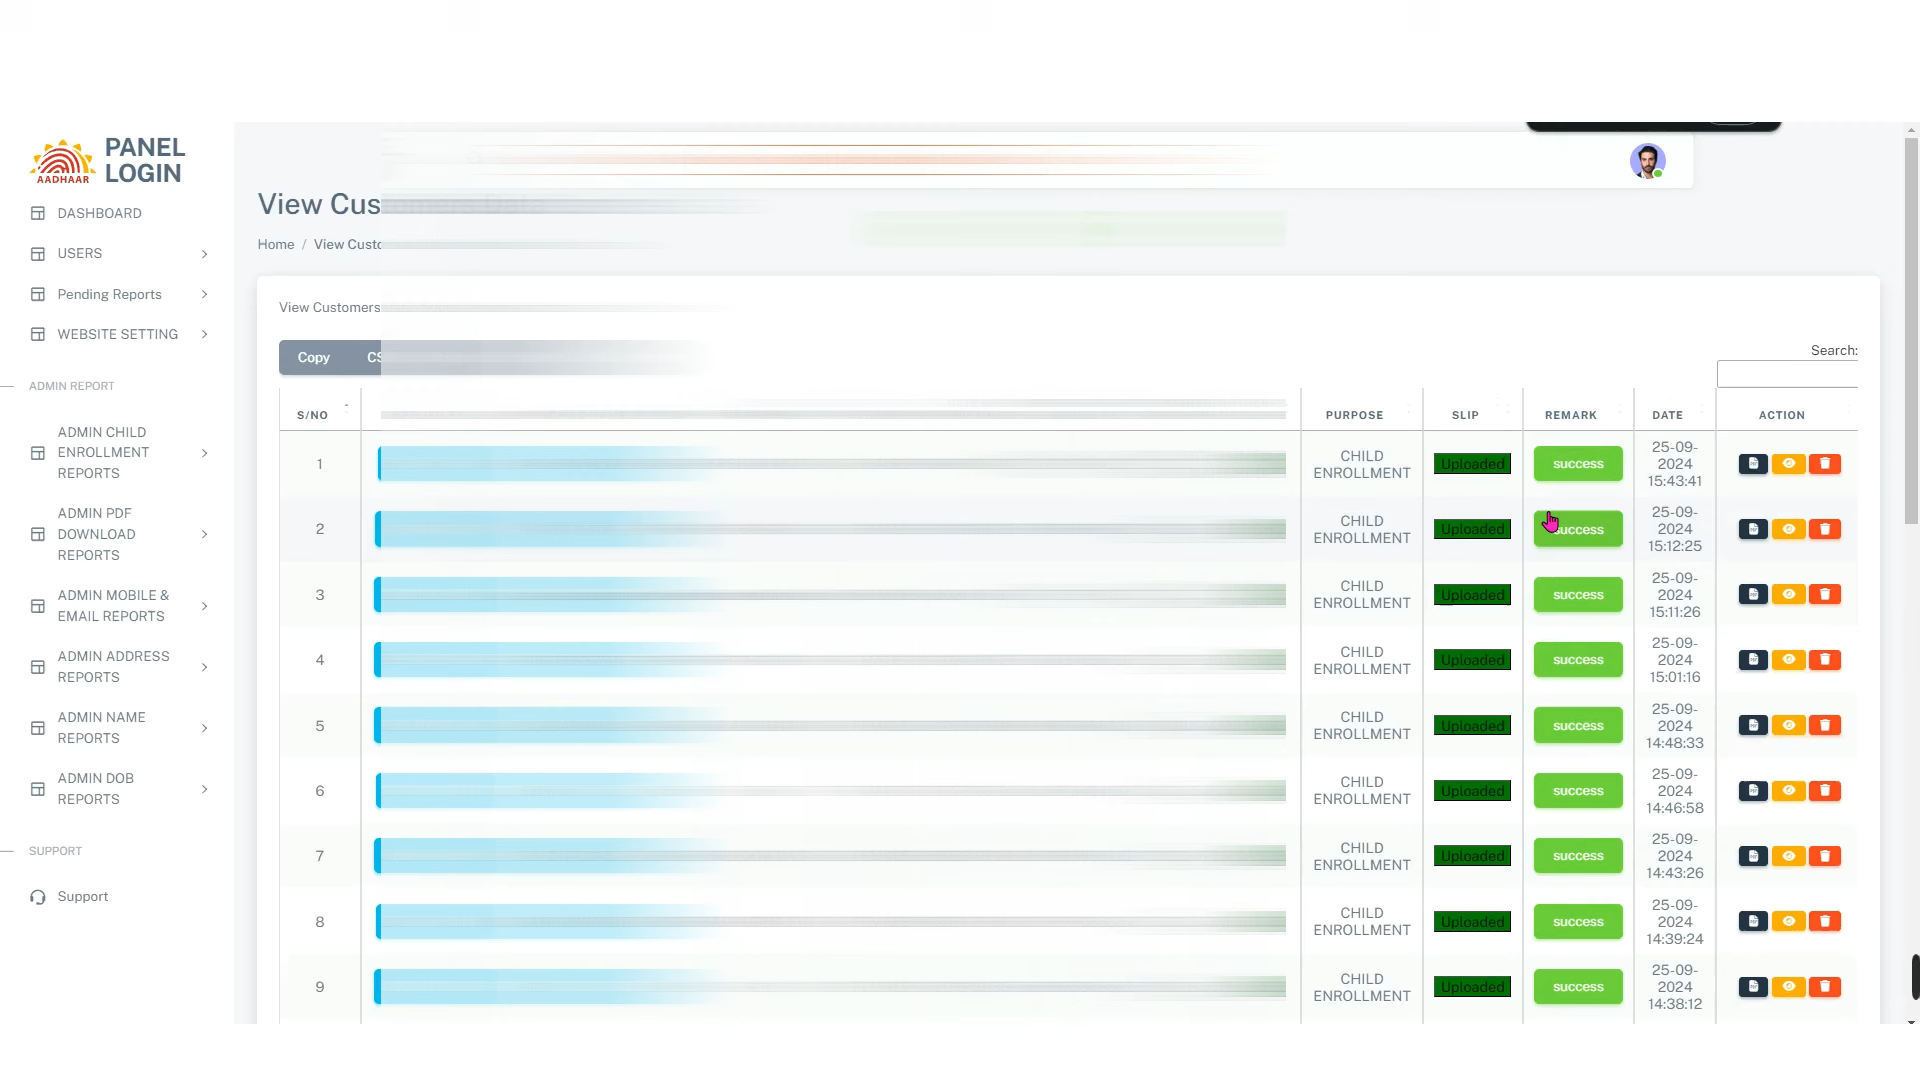 AADHAAR
PANEL
LOGIN
DASHBOARD
USERS
Pending Reports
WEBSITE SETTING
ADMIN REPORT
ADMIN CHILD
ENROLLMENT
REPORTS
ADMIN PDF
DOWNLOAD
REPORTS
ADMIN MOBILE &
EMAIL REPORTS
ADMIN ADDRESS
REPORTS
ADMIN NAME
REPORTS
ADMIN DOB
REPORTS
SUPPORT
Support
View
Home / View
View Customers
Copy
Search:
S/NO PURPOSE SLIP REMARK DATE ACTION
1 CHILD ENROLLMENT Uploaded success 25-09-2024 15:43:41
2 CHILD ENROLLMENT Uploaded success 25-09-2024 15:12:25
3 CHILD ENROLLMENT Uploaded success 25-09-2024 15:11:26
4 CHILD ENROLLMENT Uploaded success 25-09-2024 15:01:16
5 CHILD ENROLLMENT Uploaded success 25-09-2024 14:48:33
6 CHILD ENROLLMENT Uploaded success 25-09-2024 14:46:58
7 CHILD ENROLLMENT Uploaded success 25-09-2024 14:43:26
8 CHILD ENROLLMENT Uploaded success 25-09-2024 14:39:24
9 CHILD ENROLLMENT Uploaded success 25-09-2024 14:38:12